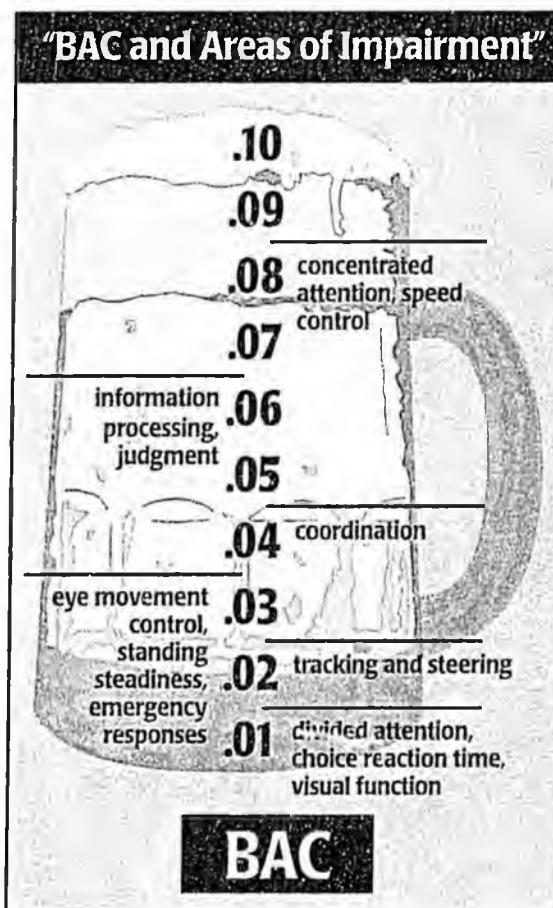 "BAC and Areas of Impairment"
.10
.09
.08
concentrated
attention, speed
control
.07
information
processing,
judgment
.06
.05
.04
coordination
eye movement
control,
standing
steadiness,
emergency
responses
.03
.02
tracking and steering
.01
divided attention,
choice reaction time,
visual function
BAC